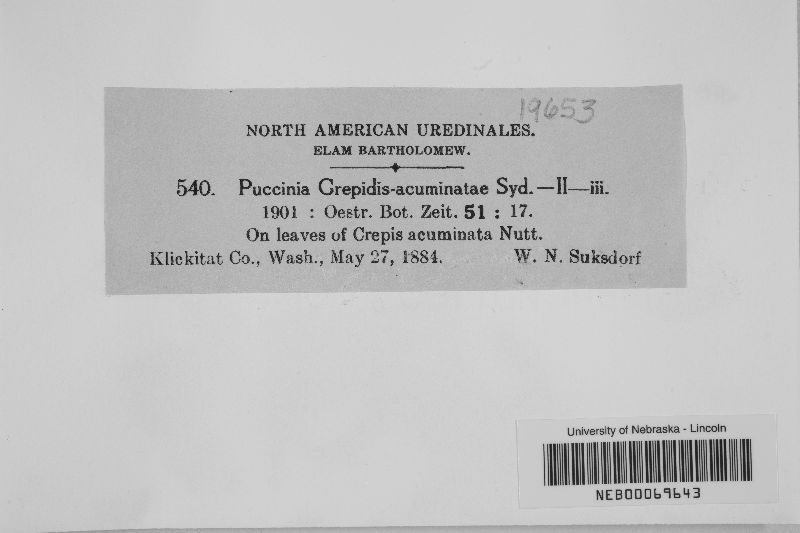 19653
NORTH AMERICAN UREDINALES.
ELAM BARTHOLOMEW.
540. Puccinia Crepidis-acuminatae Syd.—II—iii.
1901 : Oestr. Bot. Zeit. 51 : 17.
On leaves of Crepis acuminata Nutt.
Klickitat Co., Wash., May 27, 1884. W. N. Suksdorf
University of Nebraska - Lincoln
NEB00069643